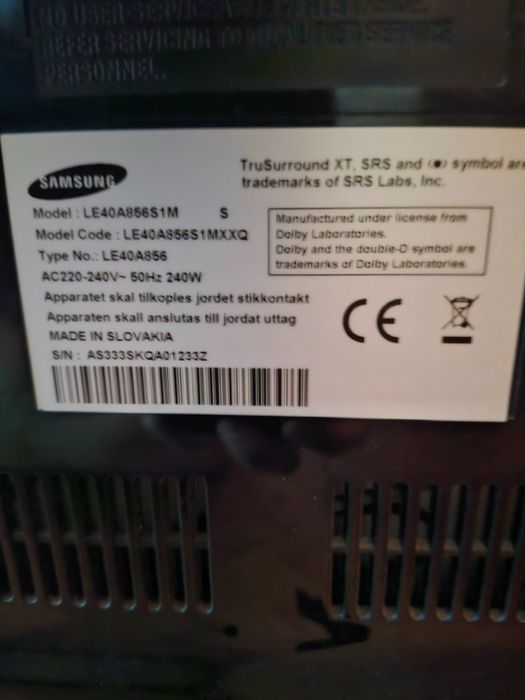 NO USER-SERVICEABLE PARTS INSIDE.
REFER SERVICING TO QUALIFIED SERVICE
PERSONNEL.
SAMSUNG
TruSurround XT, SRS and (●) symbol are
trademarks of SRS Labs, Inc.
Model : LE40A856S1M S
Model Code : LE40A856S1MXXQ
Type No.: LE40A856
AC220-240V~ 50Hz 240W
Manufactured under license from
Dolby Laboratories.
Dolby and the double-D symbol are
trademarks of Dolby Laboratories.
Apparatet skal tilkoples jordet stikkontakt
Apparaten skall anslutas till jordat uttag
MADE IN SLOVAKIA
S/N : AS333SKQA01233Z
CE